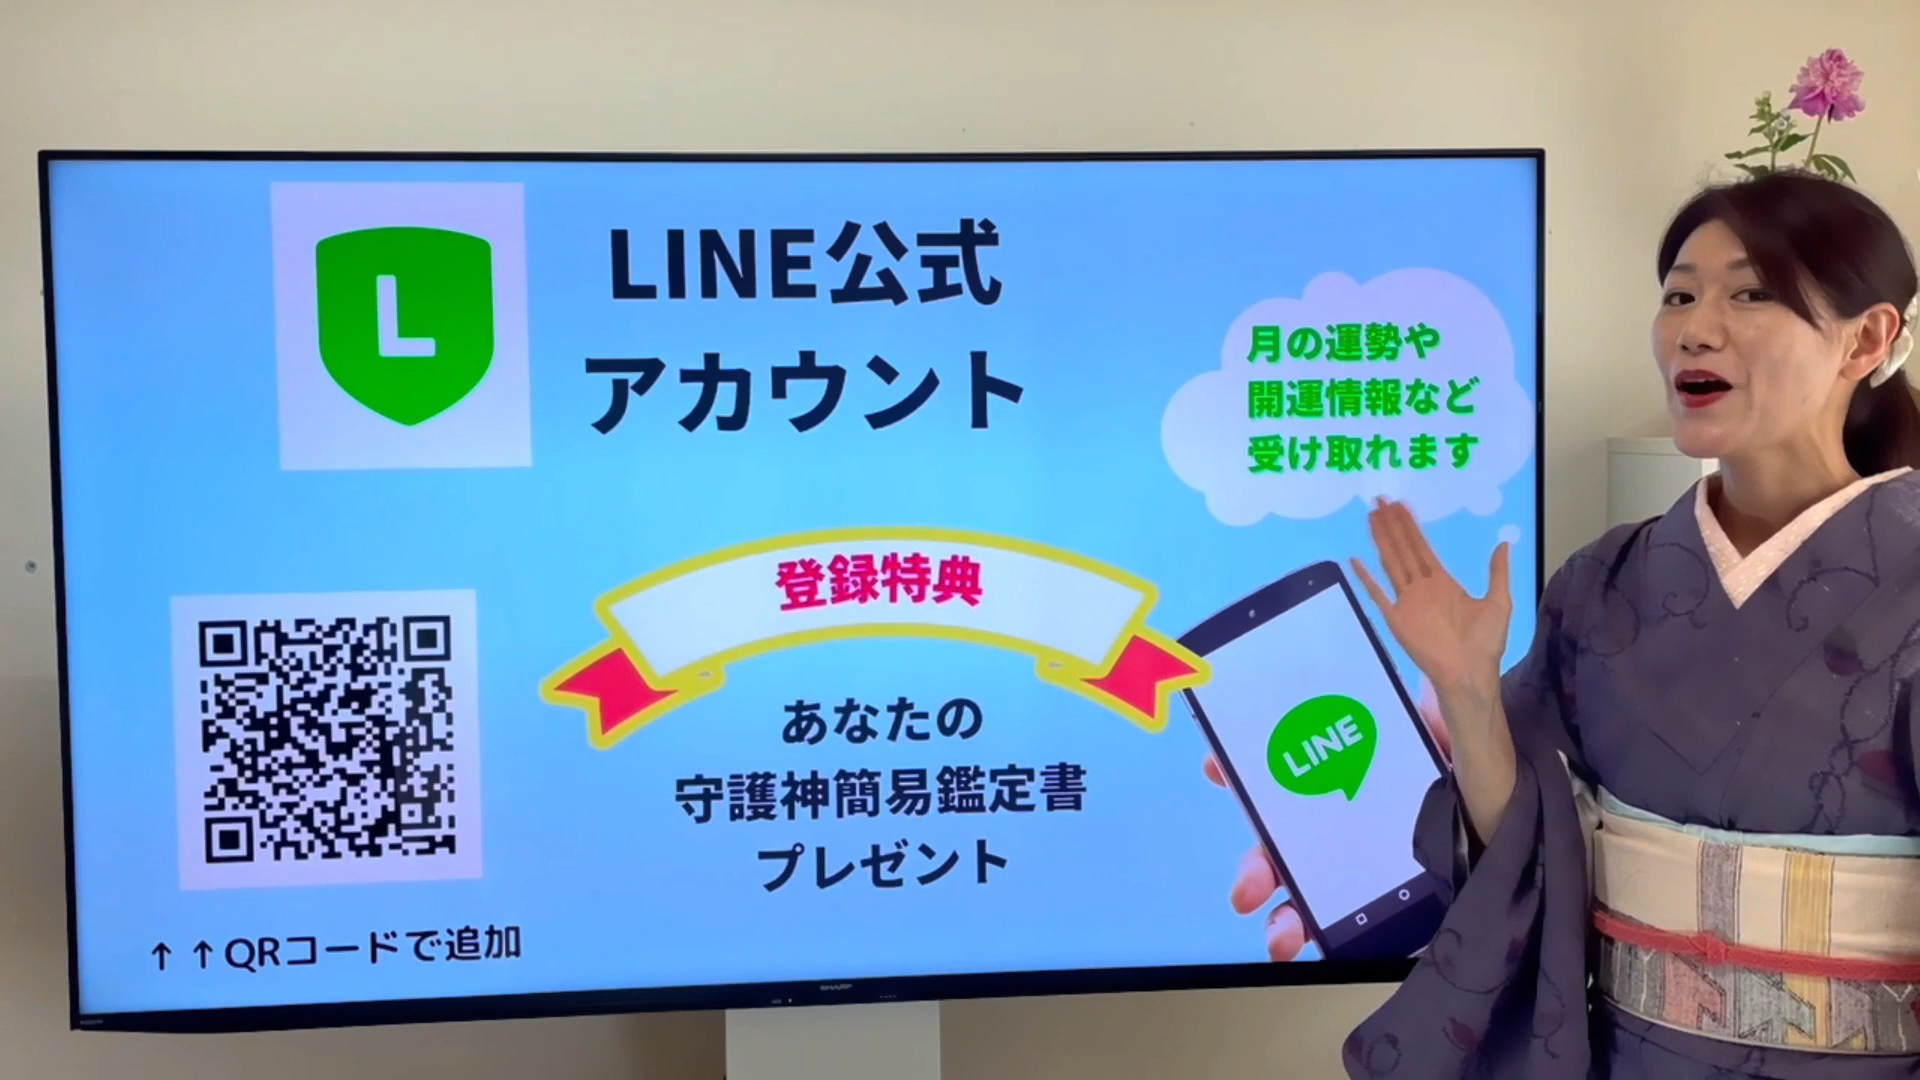 L
LINE公式
アカウント
月の運勢や
開運情報など
受け取れます
登録特典
あなたの
守護神簡易鑑定書
プレゼント
LINE
↑ ↑QRコードで追加
SHARP